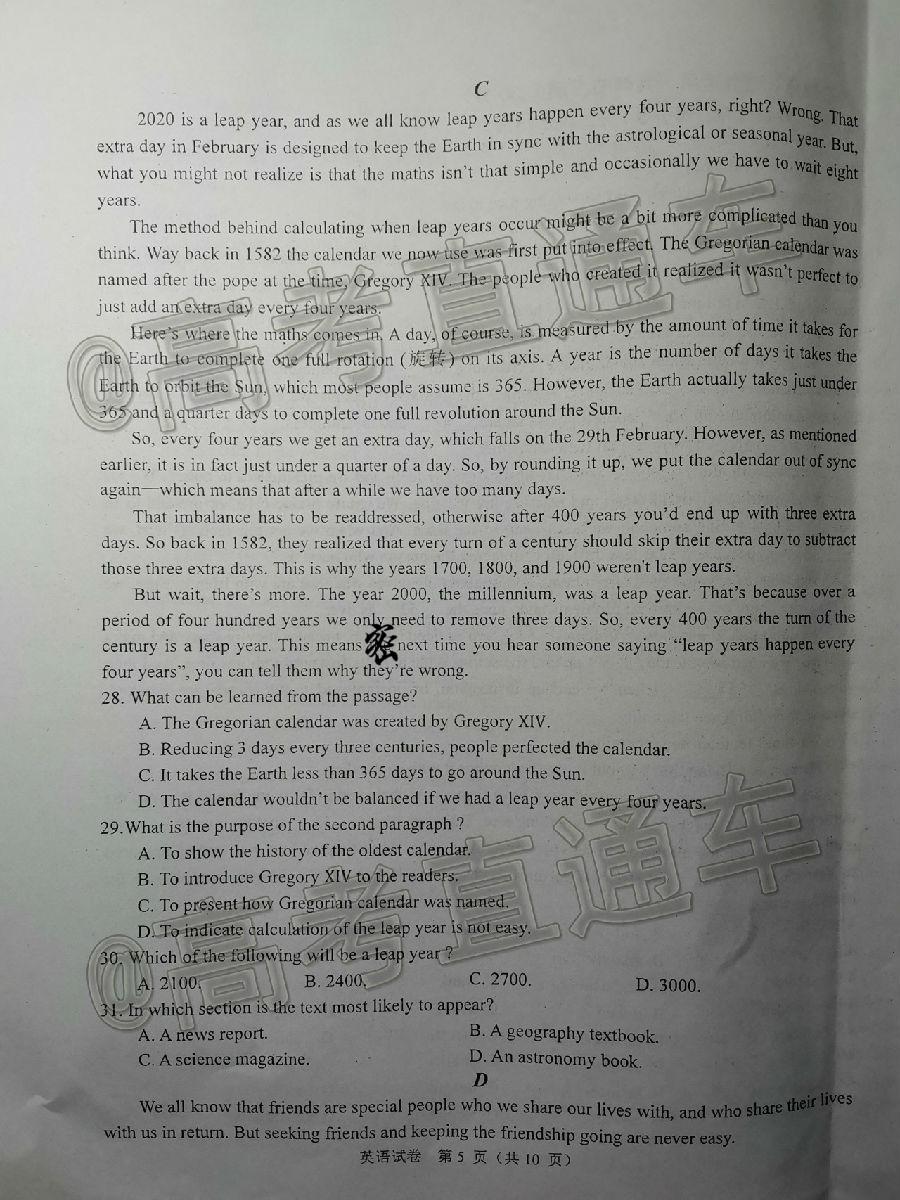 C
2020 is a leap year, and as we all know leap years happen every four years, right? Wrong. That
extra day in February is designed to keep the Earth in sync with the astrological or seasonal year. But,
what you might not realize is that the maths isn't that simple and occasionally we have to wait eight
years.
The method behind calculating when leap years occur might be a bit more complicated than you
think. Way back in 1582 the calendar we now use was first put into effect. The Gregorian calendar was
named after the pope at the time, Gregory XIV. The people who created it realized it wasn't perfect to
just add an extra day every four years.
Here's where the maths comes in. A day, of course, is measured by the amount of time it takes for
the Earth to complete one full rotation (旋转) on its axis. A year is the number of days it takes the
Earth to orbit the Sun, which most people assume is 365. However, the Earth actually takes just under
365 and a quarter days to complete one full revolution around the Sun.
So, every four years we get an extra day, which falls on the 29th February. However, as mentioned
earlier, it is in fact just under a quarter of a day. So, by rounding it up, we put the calendar out of sync
again—which means that after a while we have too many days.
That imbalance has to be readdressed, otherwise after 400 years you'd end up with three extra
days. So back in 1582, they realized that every turn of a century should skip their extra day to subtract
those three extra days. This is why the years 1700, 1800, and 1900 weren't leap years.
But wait, there's more. The year 2000, the millennium, was a leap year. That's because over a
period of four hundred years we only need to remove three days. So, every 400 years the turn of the
century is a leap year. This means 密 next time you hear someone saying "leap years happen every
four years", you can tell them why they're wrong.
28. What can be learned from the passage?
A. The Gregorian calendar was created by Gregory XIV.
B. Reducing 3 days every three centuries, people perfected the calendar.
C. It takes the Earth less than 365 days to go around the Sun.
D. The calendar wouldn't be balanced if we had a leap year every four years.
29.What is the purpose of the second paragraph ?
A. To show the history of the oldest calendar.
B. To introduce Gregory XIV to the readers.
C. To present how Gregorian calendar was named.
D. To indicate calculation of the leap year is not easy.
30. Which of the following will be a leap year ?
A. 2100. B. 2400. C. 2700. D. 3000.
31. In which section is the text most likely to appear?
A. A news report. B. A geography textbook.
C. A science magazine. D. An astronomy book.
D
We all know that friends are special people who we share our lives with, and who share their lives
with us in return. But seeking friends and keeping the friendship going are never easy.
英语试卷 第 5 页（共 10 页）
@高考直通车
@高考直通车